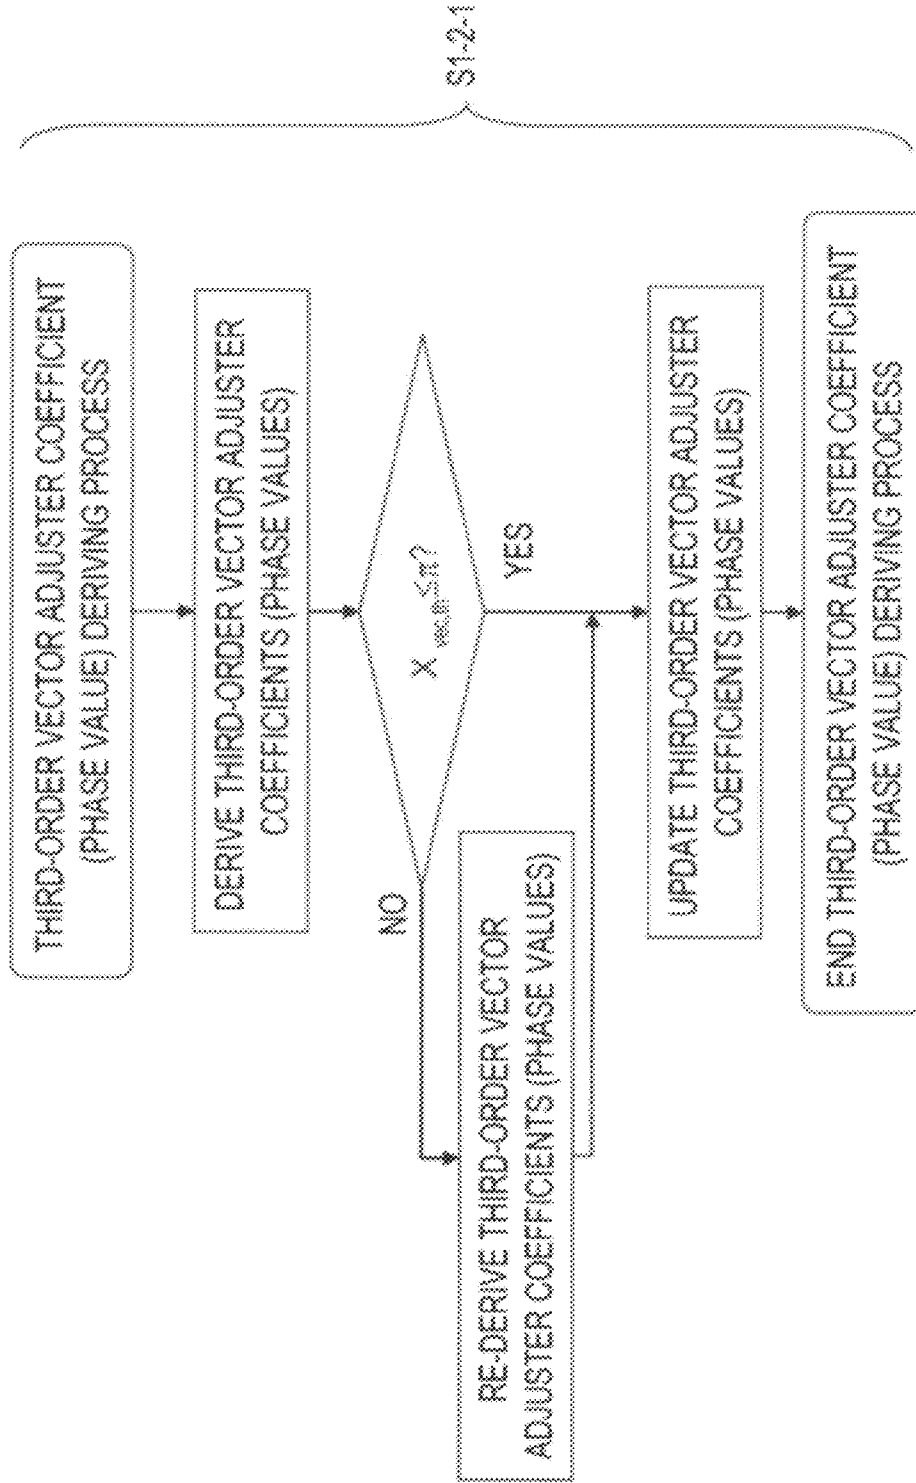 THIRD-ORDER VECTOR ADJUSTER COEFFICIENT
(PHASE VALUE) DERIVING PROCESS
DERIVE THIRD-ORDER VECTOR ADJUSTER
COEFFICIENTS (PHASE VALUES)
X ≤π?
NO
YES
RE-DERIVE THIRD-ORDER VECTOR
ADJUSTER COEFFICIENTS (PHASE VALUES)
UPDATE THIRD-ORDER VECTOR ADJUSTER
COEFFICIENTS (PHASE VALUES)
END THIRD-ORDER VECTOR ADJUSTER COEFFICIENT
(PHASE VALUE) DERIVING PROCESS
S1-2-1